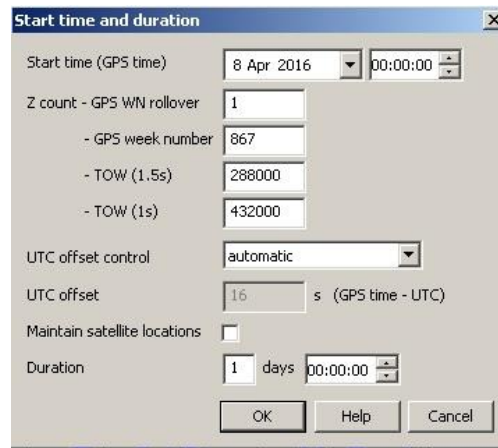 Start time and duration
Start time (GPS time) 8 Apr 2016 00:00:00
Z count - GPS WN rollover 1
- GPS week number 867
- TOW (1.5s) 288000
- TOW (1s) 432000
UTC offset control automatic
UTC offset 16 s (GPS time - UTC)
Maintain satellite locations
Duration 1 days 00:00:00
OK Help Cancel